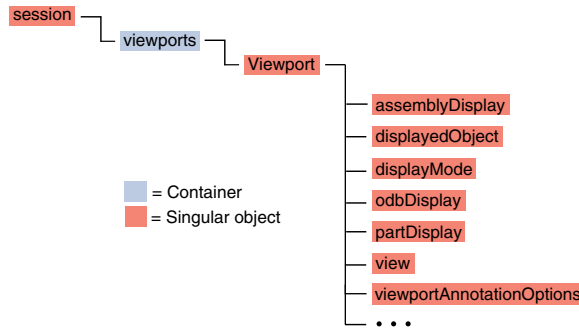 session
viewports
Viewport
assemblyDisplay
displayedObject
displayMode
odbDisplay
partDisplay
view
viewportAnnotationOptions
• • •
= Container
= Singular object